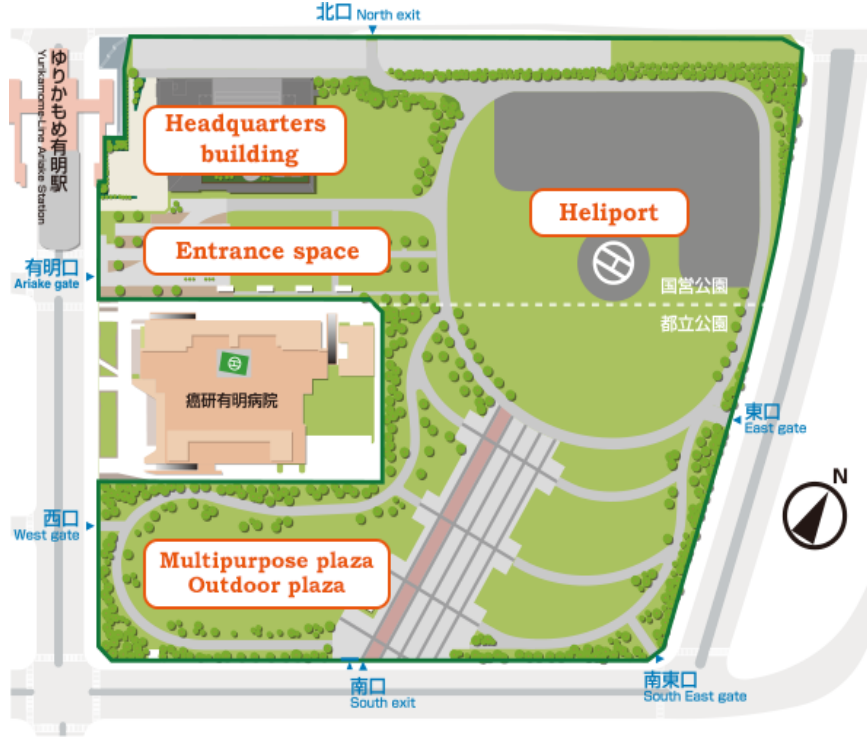 北口 North exit
ゆりかもめ有明駅
Yurikamome-Line Ariake Station
Headquarters
building
Heliport
Entrance space
有明口
Ariake gate
国営公園
都立公園
癌研有明病院
東口
East gate
N
西口
West gate
Multipurpose plaza
Outdoor plaza
南口
South exit
南東口
South East gate